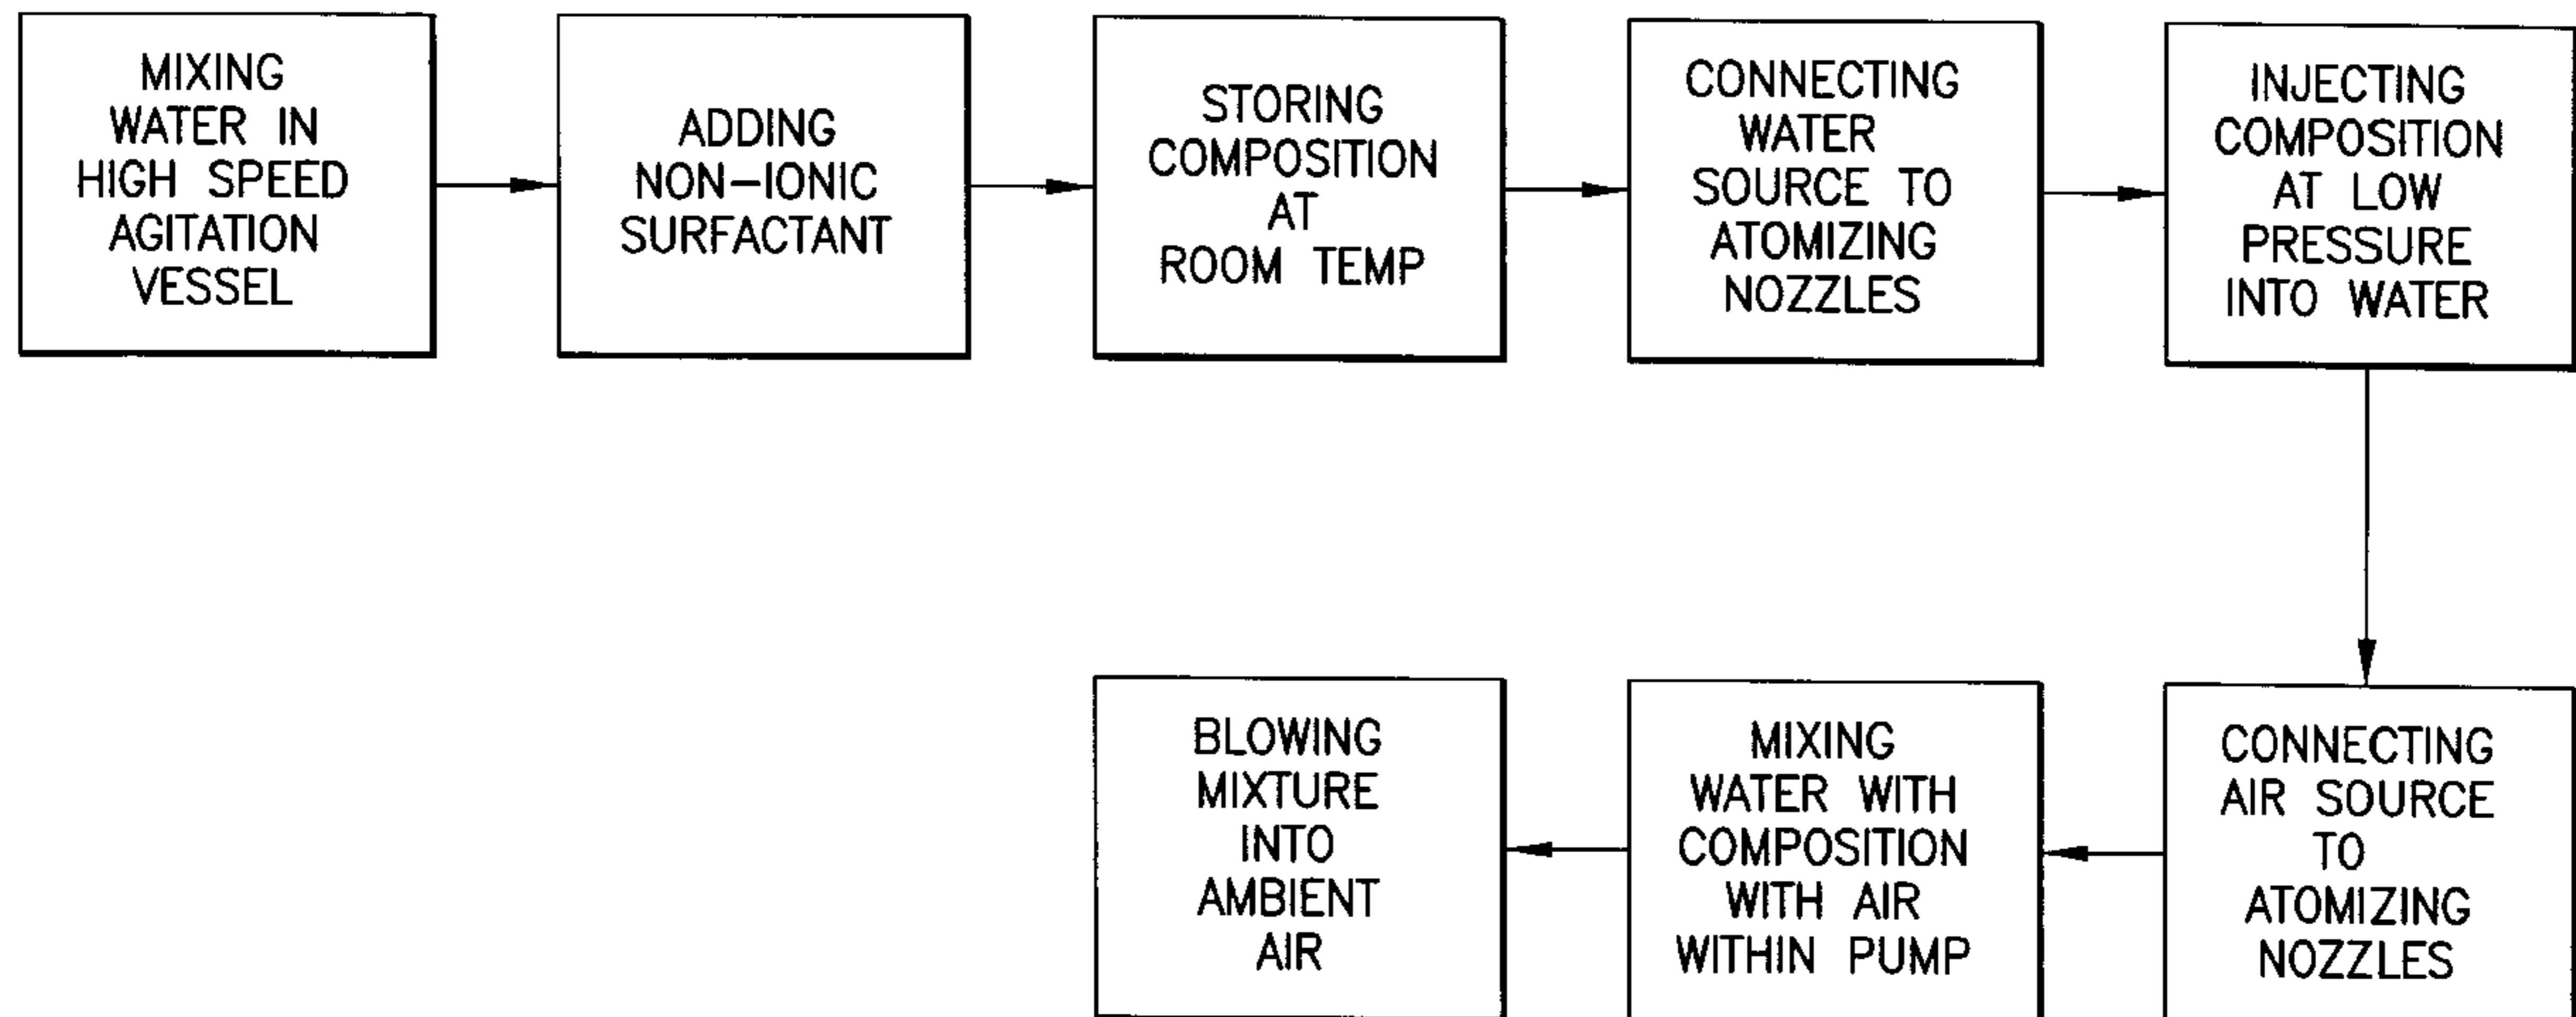 MIXING
WATER IN
HIGH SPEED
AGITATION
VESSEL
ADDING
NON-IONIC
SURFACTANT
STORING
COMPOSITION
AT
ROOM TEMP
CONNECTING
WATER
SOURCE TO
ATOMIZING
NOZZLES
INJECTING
COMPOSITION
AT LOW
PRESSURE
INTO WATER
CONNECTING
AIR SOURCE
TO
ATOMIZING
NOZZLES
MIXING
WATER WITH
COMPOSITION
WITH AIR
WITHIN PUMP
BLOWING
MIXTURE
INTO
AMBIENT
AIR